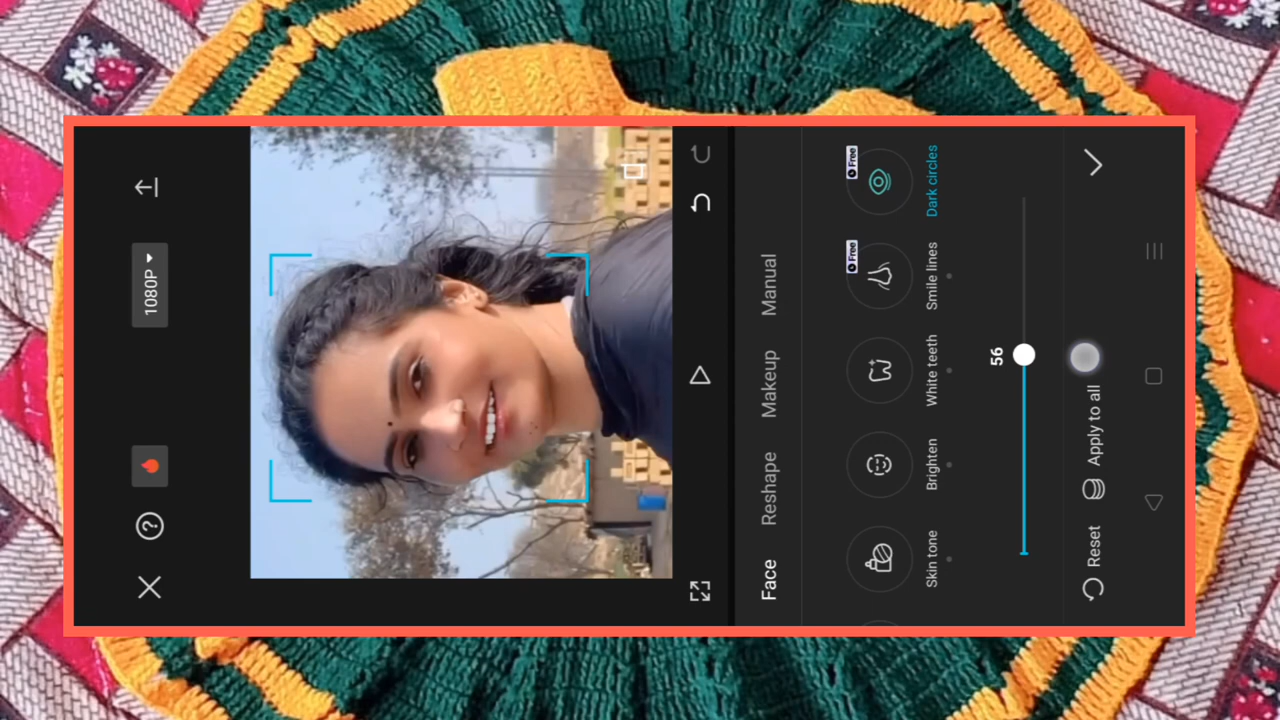 1080P
Face Reshape Makeup Manual
Free Free
Skin tone Brighten White teeth Smile lines Dark circles
56
Reset Apply to all